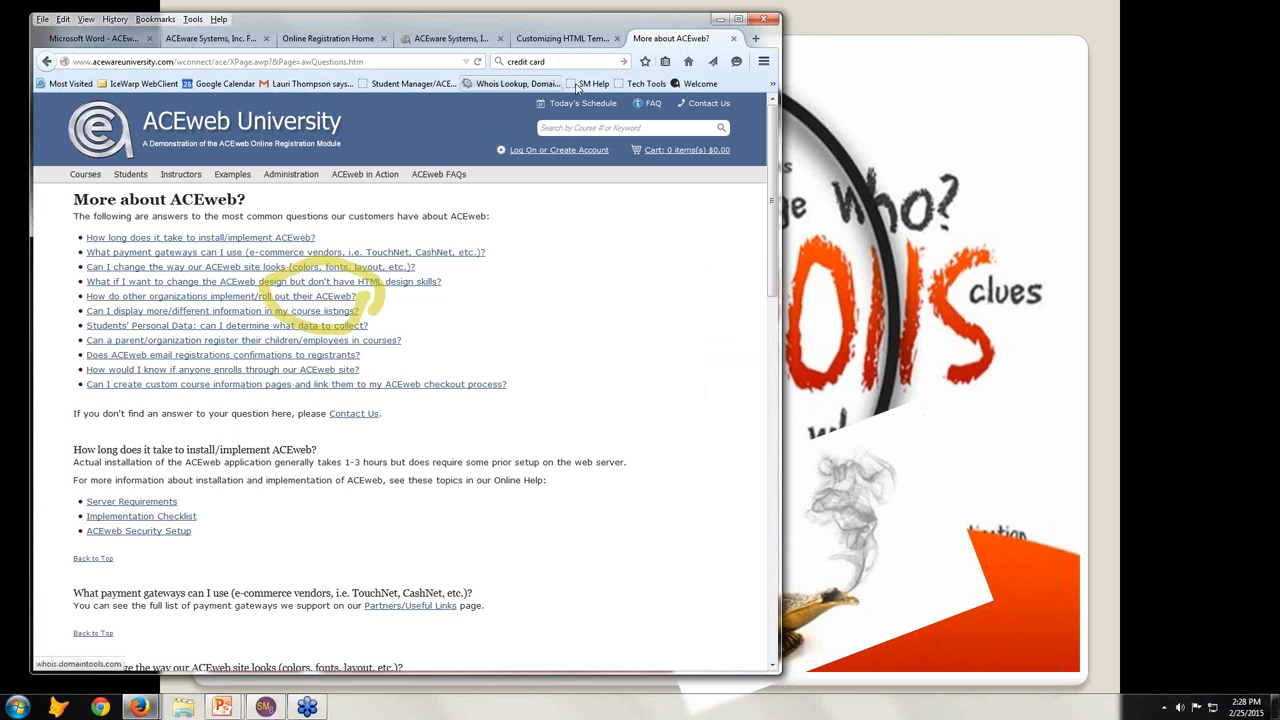 File Edit View History Bookmarks Tools Help
Microsoft Word - ACEw... × ACEware Systems, Inc. F... × Online Registration Home × ACEware Systems, I... × Customizing HTML Tem... × More about ACEweb? × +
www.acewareuniversity.com/wconnect/ace/XPage.awp?&Page=awQuestions.htm credit card
Most Visited IceWarp WebClient Google Calendar Lauri Thompson says... Student Manager/ACE... Whois Lookup, Domai... SM Help Tech Tools Welcome »
Today's Schedule FAQ Contact Us
ACEweb University
A Demonstration of the ACEweb Online Registration Module
Search by Course # or Keyword
Log On or Create Account Cart: 0 items(s) $0.00
Courses Students Instructors Examples Administration ACEweb in Action ACEweb FAQs
More about ACEweb?
The following are answers to the most common questions our customers have about ACEweb:
• How long does it take to install/implement ACEweb?
• What payment gateways can I use (e-commerce vendors, i.e. TouchNet, CashNet, etc.)?
• Can I change the way our ACEweb site looks (colors, fonts, layout, etc.)?
• What if I want to change the ACEweb design but don't have HTML design skills?
• How do other organizations implement/roll out their ACEweb?
• Can I display more/different information in my course listings?
• Students' Personal Data: can I determine what data to collect?
• Can a parent/organization register their children/employees in courses?
• Does ACEweb email registrations confirmations to registrants?
• How would I know if anyone enrolls through our ACEweb site?
• Can I create custom course information pages and link them to my ACEweb checkout process?
If you don't find an answer to your question here, please Contact Us.
How long does it take to install/implement ACEweb?
Actual installation of the ACEweb application generally takes 1-3 hours but does require some prior setup on the web server.
For more information about installation and implementation of ACEweb, see these topics in our Online Help:
• Server Requirements
• Implementation Checklist
• ACEweb Security Setup
Back to Top
What payment gateways can I use (e-commerce vendors, i.e. TouchNet, CashNet, etc.)?
You can see the full list of payment gateways we support on our Partners/Useful Links page.
Back to Top
ge the way our ACEweb site looks (colors, fonts, layout, etc.)?
whois.domaintools.com
who?
clues
2:28 PM
2/25/2015